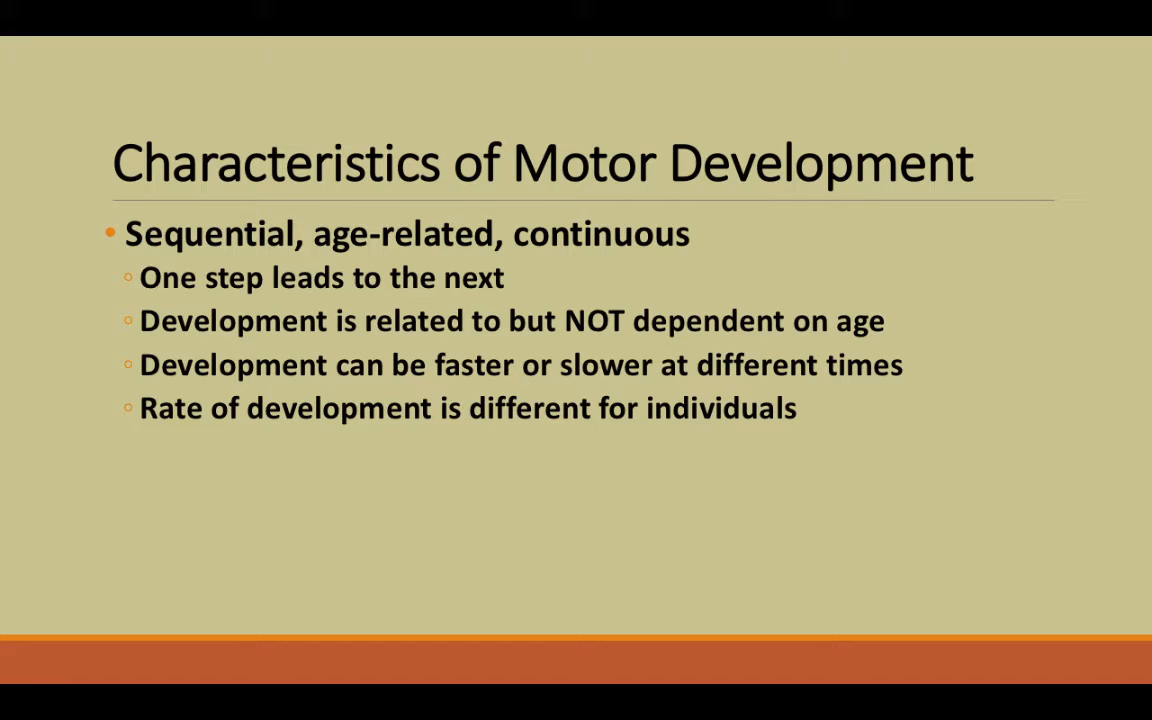 Characteristics of Motor Development
• Sequential, age-related, continuous
◦ One step leads to the next
◦ Development is related to but NOT dependent on age
◦ Development can be faster or slower at different times
◦ Rate of development is different for individuals